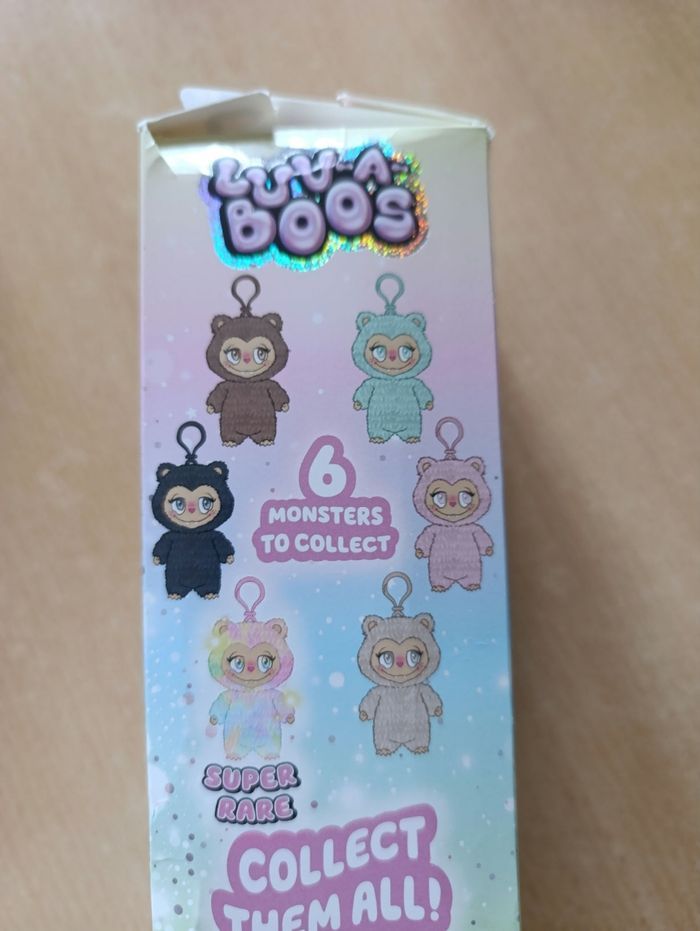 LUV-A-
BOOS
6
MONSTERS
TO COLLECT
SUPER
RARE
COLLECT
THEM ALL!